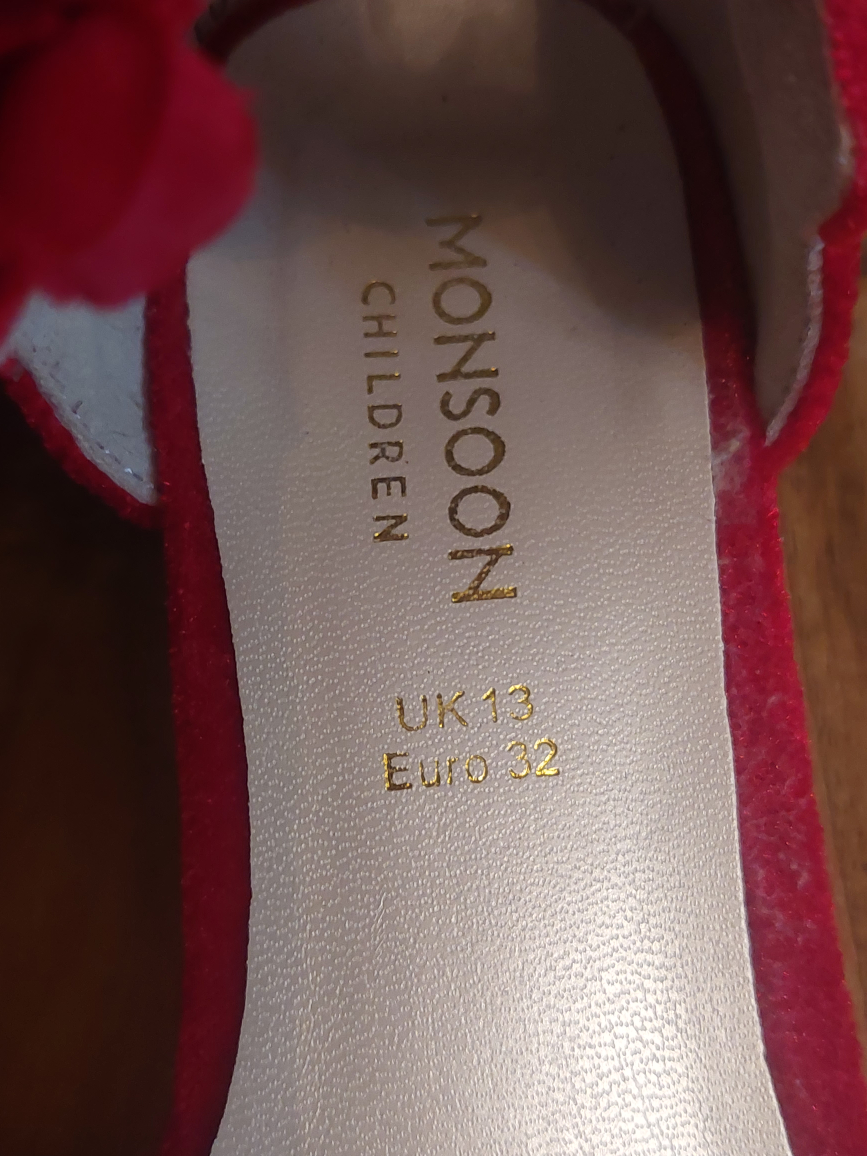 MONSOON
CHILDREN
UK 13
Euro 32